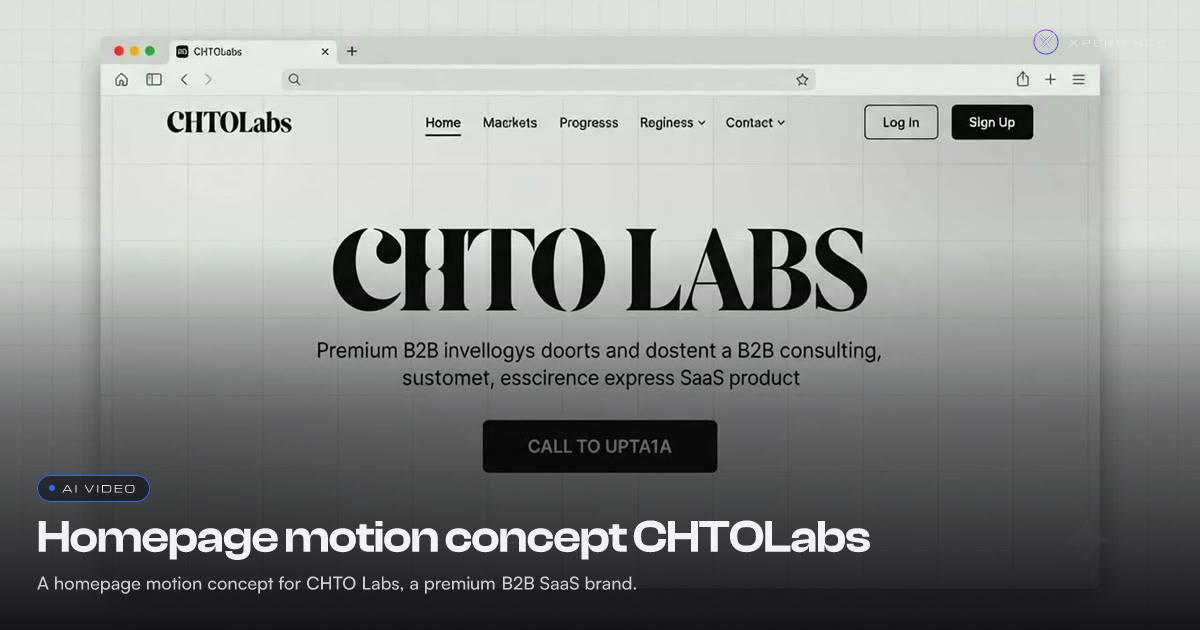 CHTOLabs
XPERIENCE
CHTOLabs
Home Macrkets Progresss Reginess Contact
Log In
Sign Up
CHTO LABS
Premium B2B invellogys doorts and dostent a B2B consulting,
sustomet, esscirence express SaaS product
CALL TO UPTA1A
AI VIDEO
Homepage motion concept CHTOLabs
A homepage motion concept for CHTO Labs, a premium B2B SaaS brand.